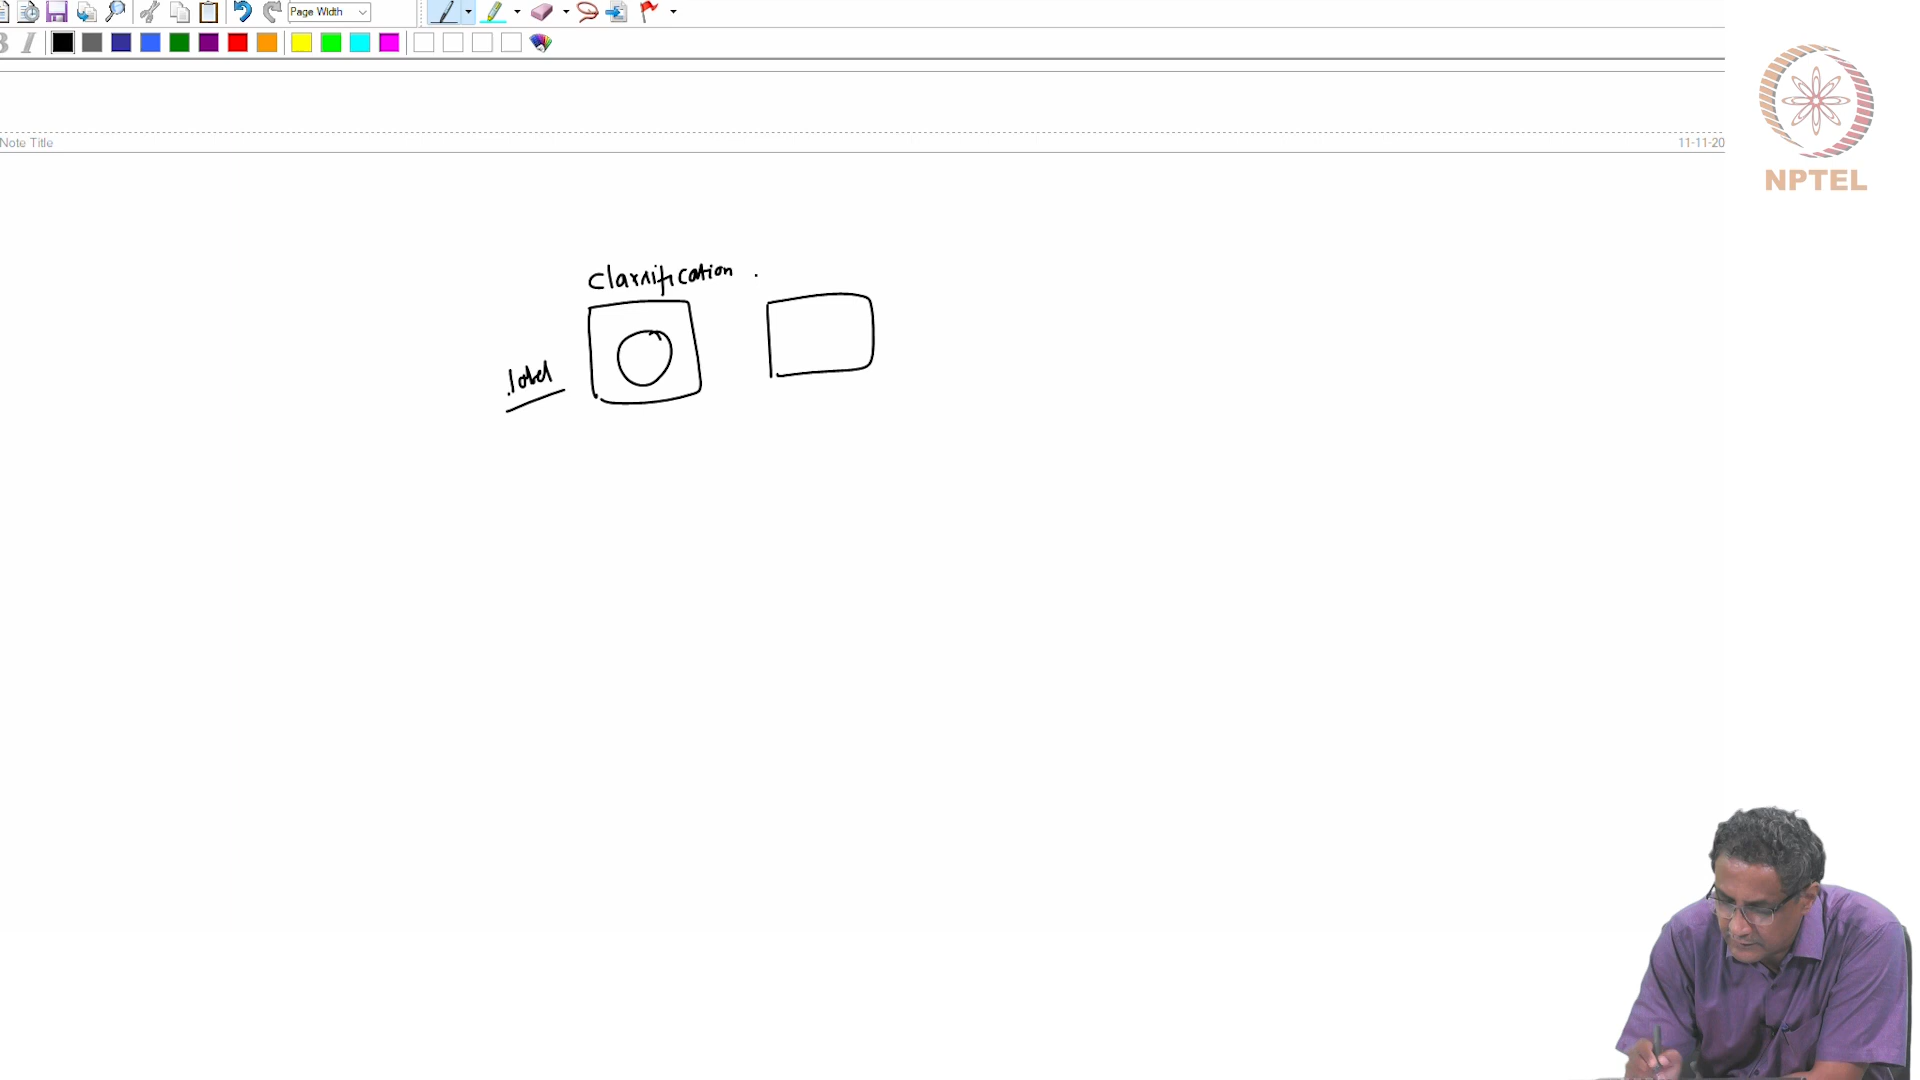 Page Width
B I
Note Title
11-11-20
NPTEL
Classification .
label